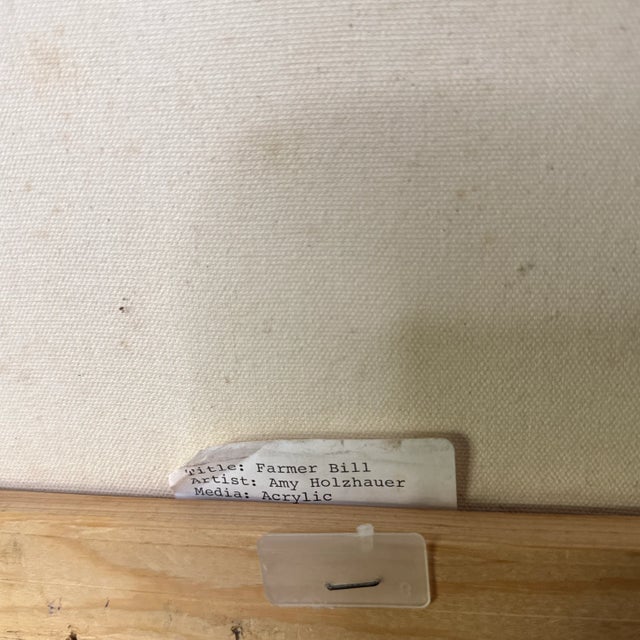 Title: Farmer Bill
Artist: Amy Holzhauer
Media: Acrylic